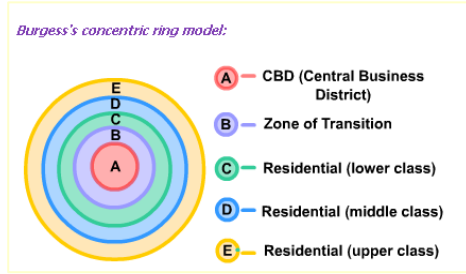 Burgess's concentric ring model:
E
D
C
B
A
A CBD (Central Business
District)
B Zone of Transition
C Residential (lower class)
D Residential (middle class)
E Residential (upper class)